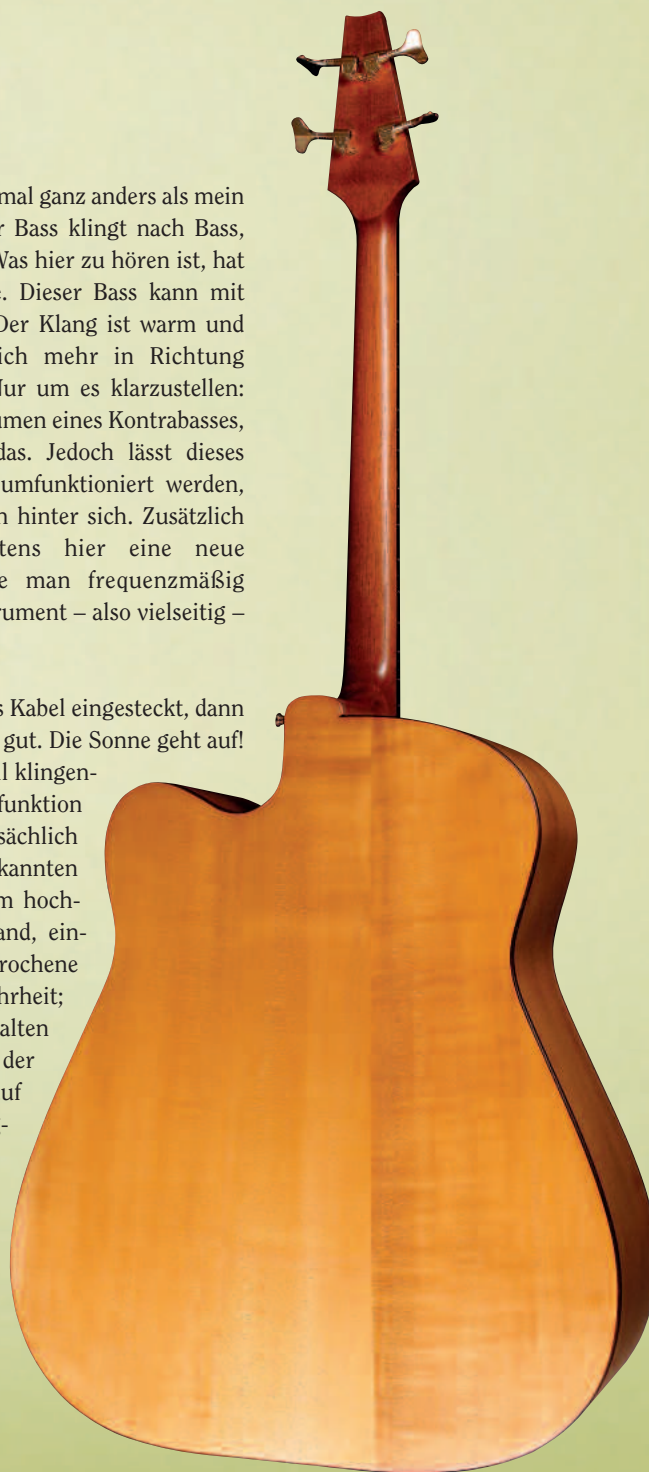 mal ganz anders als mein
r Bass klingt nach Bass,
Was hier zu hören ist, hat
e. Dieser Bass kann mit
Der Klang ist warm und
ich mehr in Richtung
Nur um es klarzustellen:
umen eines Kontrabasses,
das. Jedoch lässt dieses
umfunktioniert werden,
n hinter sich. Zusätzlich
tens hier eine neue
e man frequenzmäßig
rument – also vielseitig –
s Kabel eingesteckt, dann
gut. Die Sonne geht auf!
ll klingen-
funktion
sächlich
kannten
m hoch-
and, ein-
rochene
hrheit;
alten
der
uf
g-